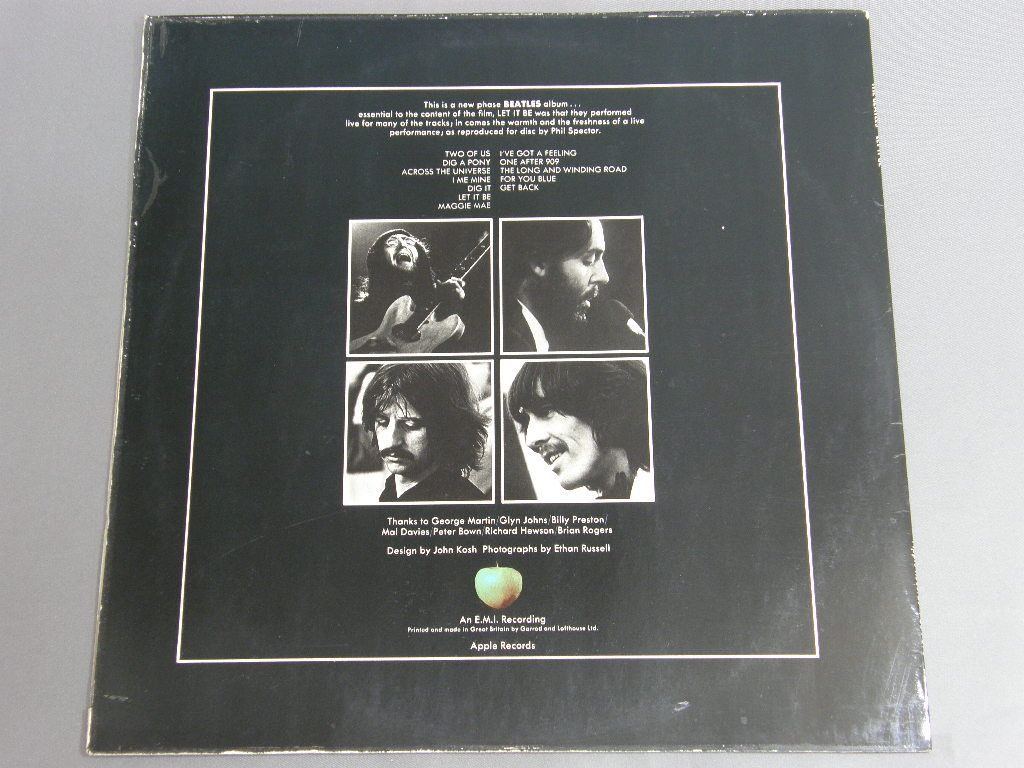 This is a new phase BEATLES album . . .
essential to the content of the film, LET IT BE was that they performed
live for many of the tracks; in comes the warmth and the freshness of a live
performance; as reproduced for disc by Phil Spector.
TWO OF US
DIG A PONY
ACROSS THE UNIVERSE
I ME MINE
DIG IT
LET IT BE
MAGGIE MAE
I'VE GOT A FEELING
ONE AFTER 909
THE LONG AND WINDING ROAD
FOR YOU BLUE
GET BACK
Thanks to George Martin/Glyn Johns/Billy Preston/
Mal Davies/Peter Bown/Richard Hewson/Brian Rogers
Design by John Kosh Photographs by Ethan Russell
An E.M.I. Recording
Printed and made in Great Britain by Garrod and Lofthouse Ltd.
Apple Records